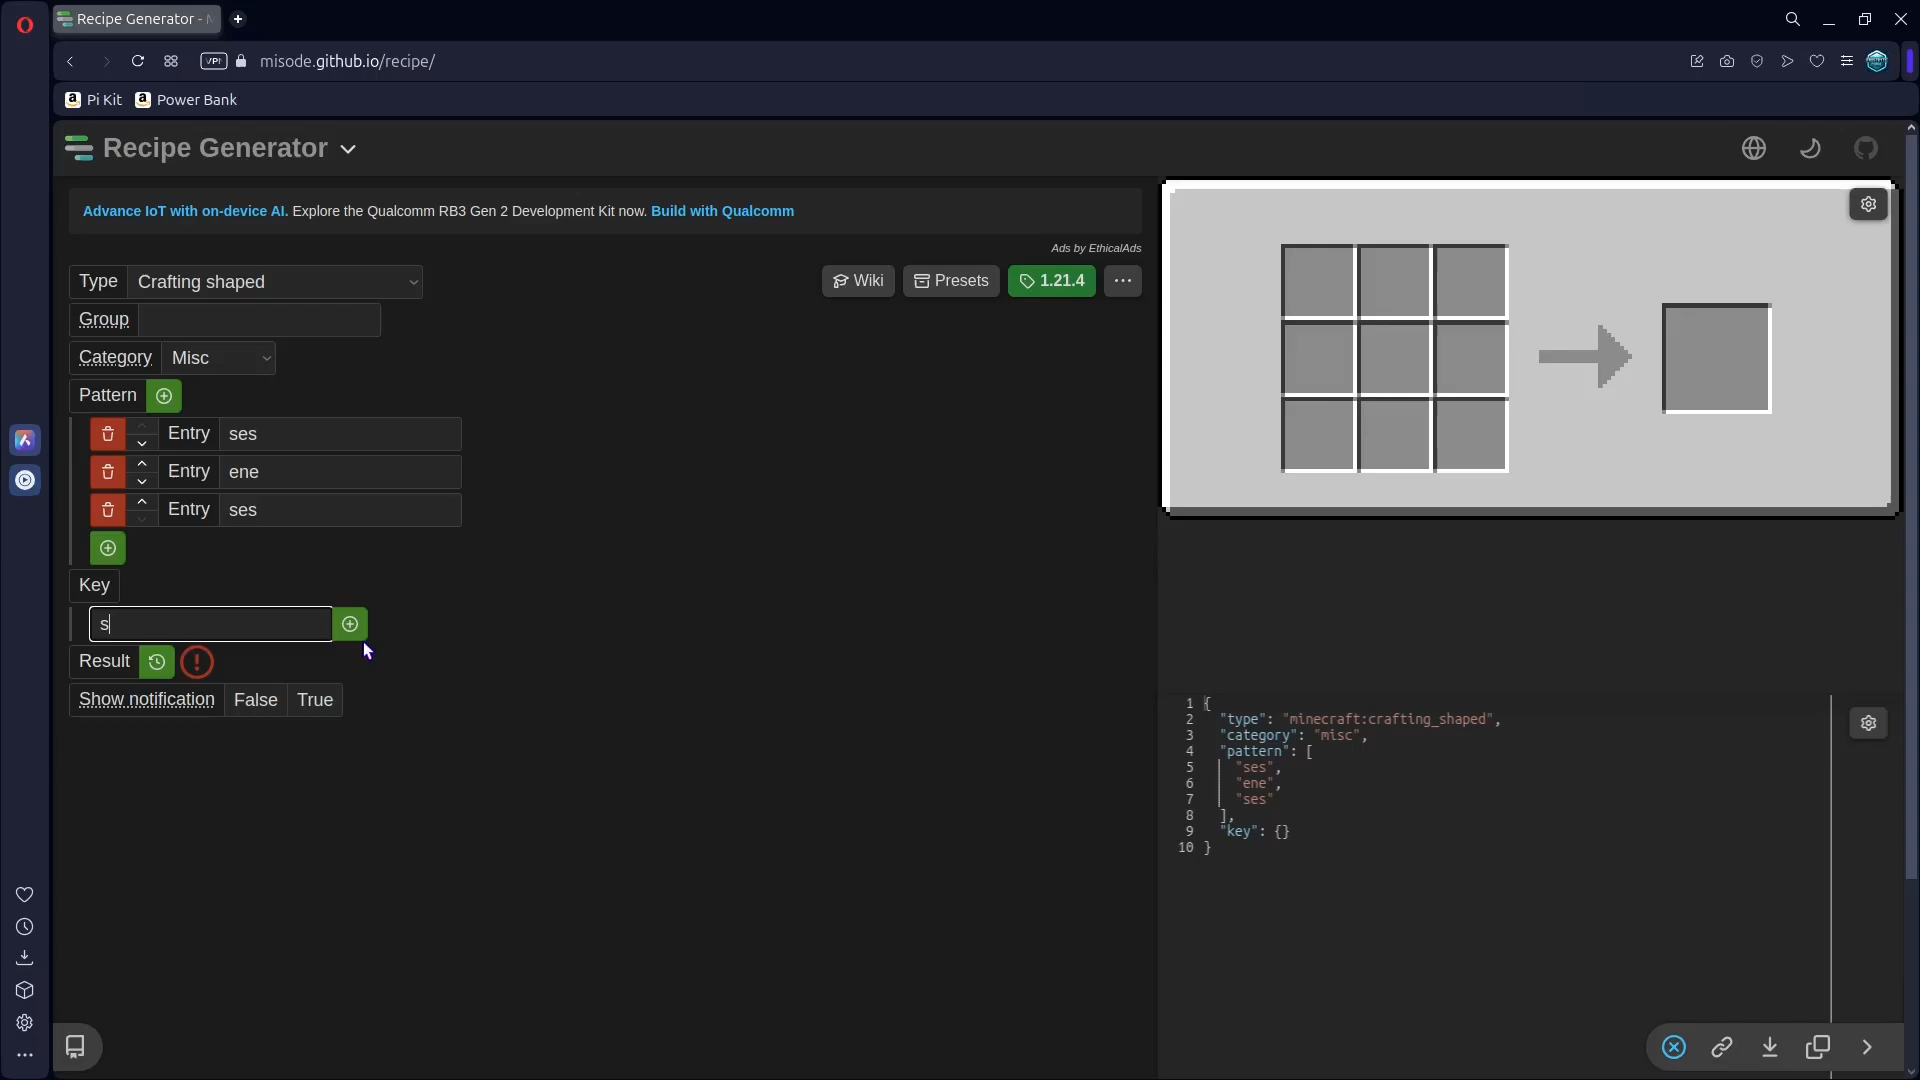 Recipe Generator -
VPN
misode.github.io/recipe/
Pi Kit
Power Bank
Recipe Generator
Advance IoT with on-device AI. Explore the Qualcomm RB3 Gen 2 Development Kit now. Build with Qualcomm
Ads by EthicalAds
Type Crafting shaped
Wiki
Presets
1.21.4
Group
Category Misc
Pattern
Entry ses
Entry ene
Entry ses
Key
s
Result
Show notification False True
1 {
2 "type": "minecraft:crafting_shaped",
3 "category": "misc",
4 "pattern": [
5 "ses",
6 "ene",
7 "ses"
8 ],
9 "key": {}
10 }